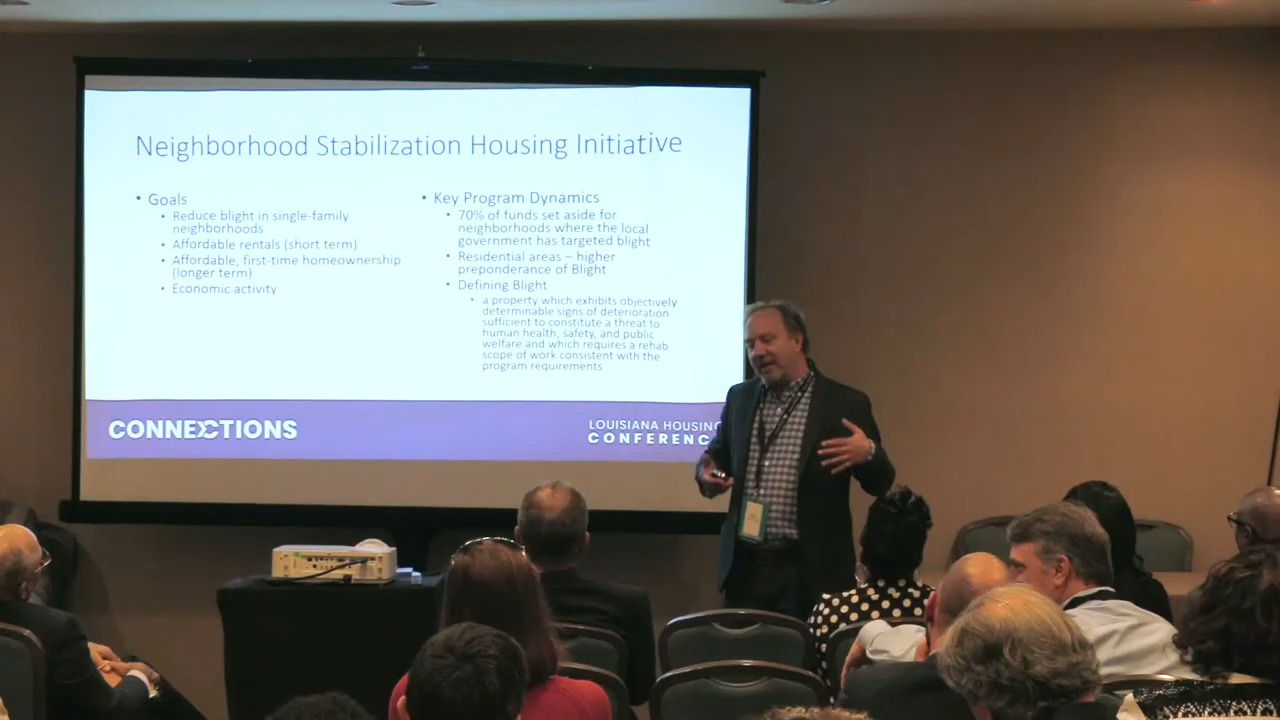 Neighborhood Stabilization Housing Initiative
• Goals
• Reduce blight in single-family
neighborhoods
• Affordable rentals (short term)
• Affordable, first-time homeownership
(longer term)
• Economic activity
• Key Program Dynamics
• 70% of funds set aside for
neighborhoods where the local
government has targeted blight
• Residential areas – higher
preponderance of Blight
• Defining Blight
• a property which exhibits objectively
determinable signs of deterioration
sufficient to constitute a threat to
human health, safety, and public
welfare and which requires a rehab
scope of work consistent with the
program requirements
CONNECTIONS
LOUISIANA HOUSING
CONFERENC